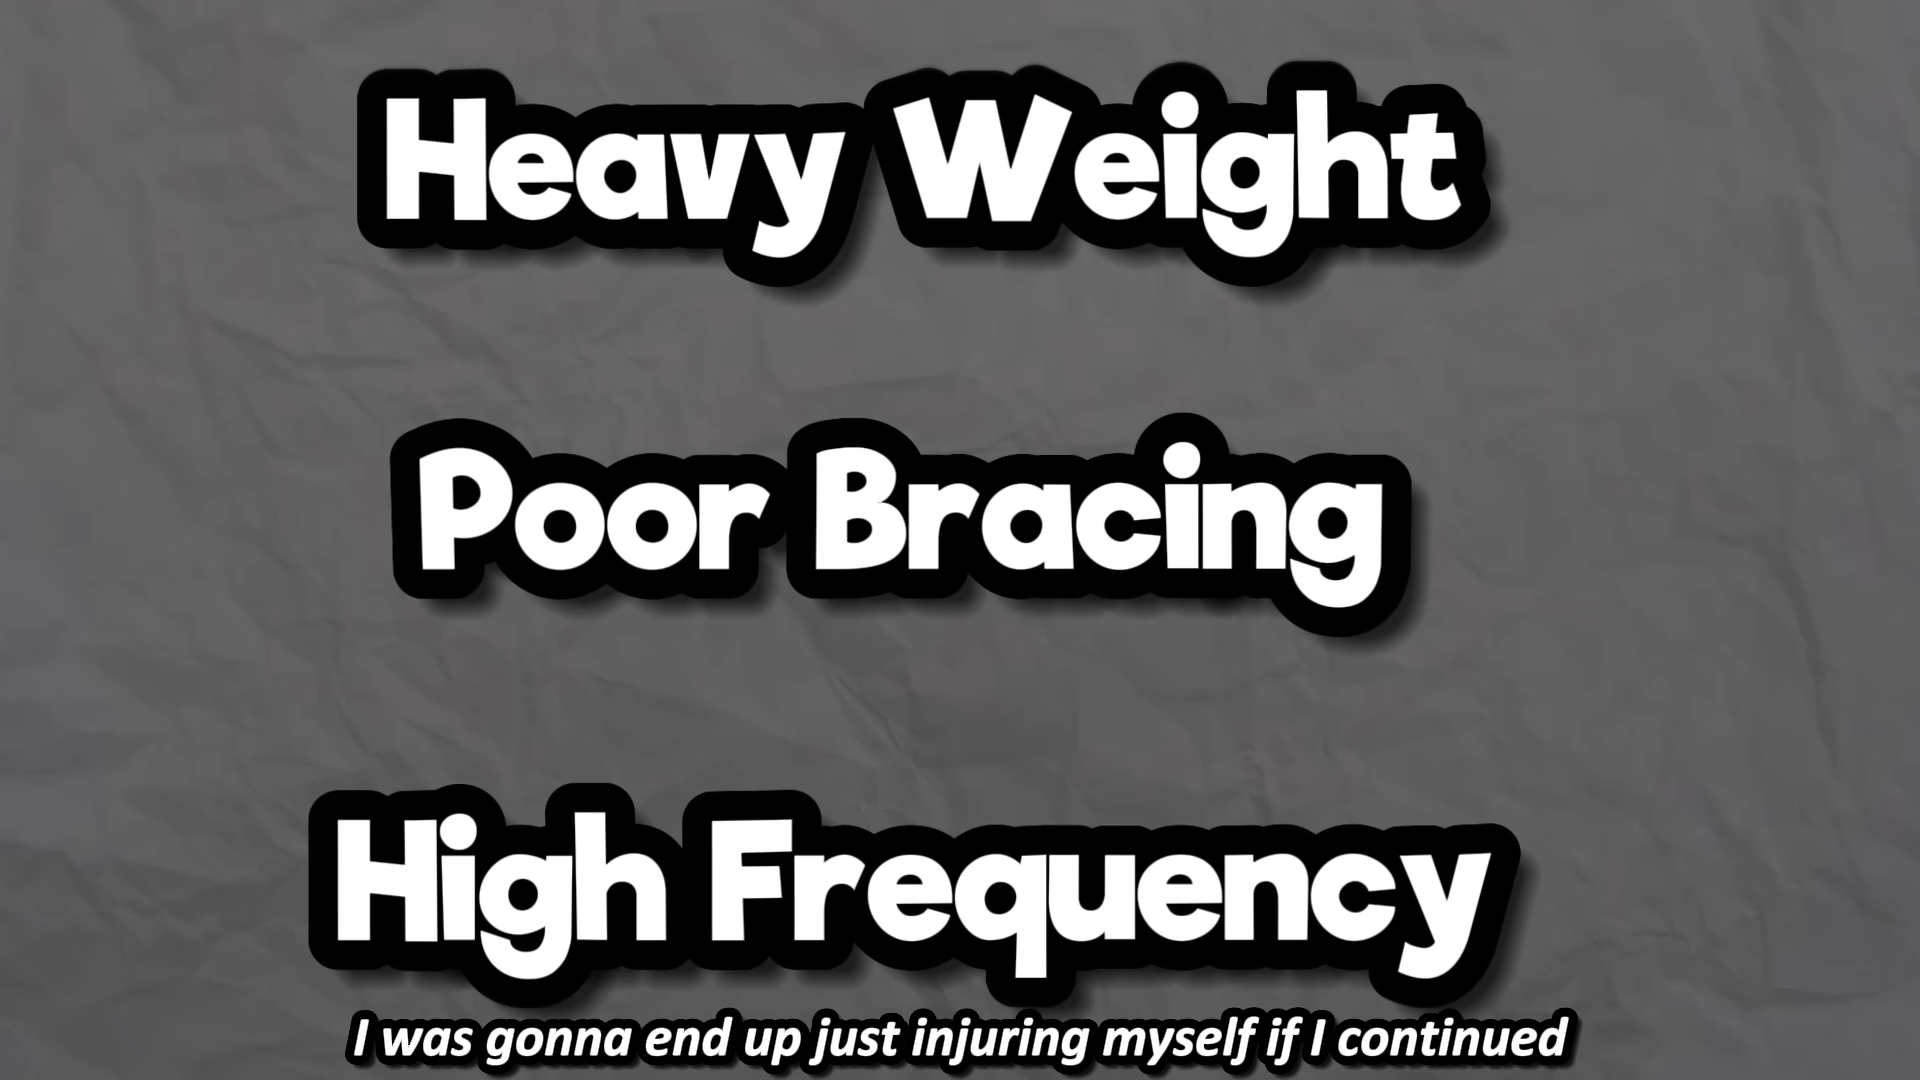 Heavy Weight
Poor Bracing
High Frequency
I was gonna end up just injuring myself if I continued